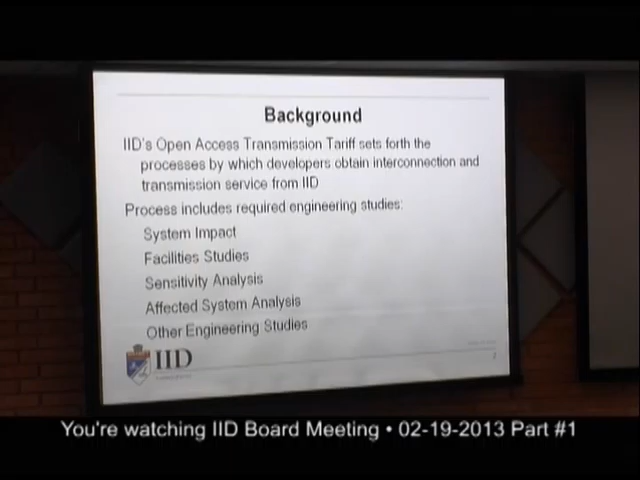 Background
IID's Open Access Transmission Tariff sets forth the
processes by which developers obtain interconnection and
transmission service from IID
Process includes required engineering studies:
System Impact
Facilities Studies
Sensitivity Analysis
Affected System Analysis
Other Engineering Studies
IID
You're watching IID Board Meeting • 02-19-2013 Part #1